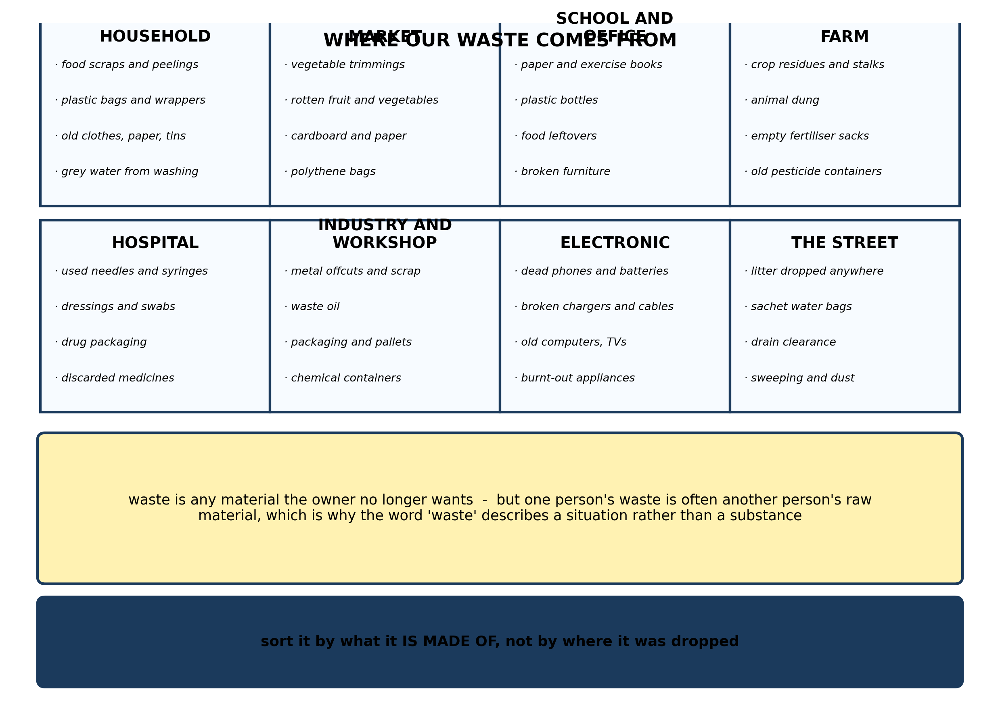 WHERE OUR WASTE COMES FROM
HOUSEHOLD
· food scraps and peelings
· plastic bags and wrappers
· old clothes, paper, tins
· grey water from washing
MARKET
· vegetable trimmings
· rotten fruit and vegetables
· cardboard and paper
· polythene bags
SCHOOL AND
OFFICE
· paper and exercise books
· plastic bottles
· food leftovers
· broken furniture
FARM
· crop residues and stalks
· animal dung
· empty fertiliser sacks
· old pesticide containers
HOSPITAL
· used needles and syringes
· dressings and swabs
· drug packaging
· discarded medicines
INDUSTRY AND
WORKSHOP
· metal offcuts and scrap
· waste oil
· packaging and pallets
· chemical containers
ELECTRONIC
· dead phones and batteries
· broken chargers and cables
· old computers, TVs
· burnt-out appliances
THE STREET
· litter dropped anywhere
· sachet water bags
· drain clearance
· sweeping and dust
waste is any material the owner no longer wants - but one person's waste is often another person's raw
material, which is why the word 'waste' describes a situation rather than a substance
sort it by what it IS MADE OF, not by where it was dropped